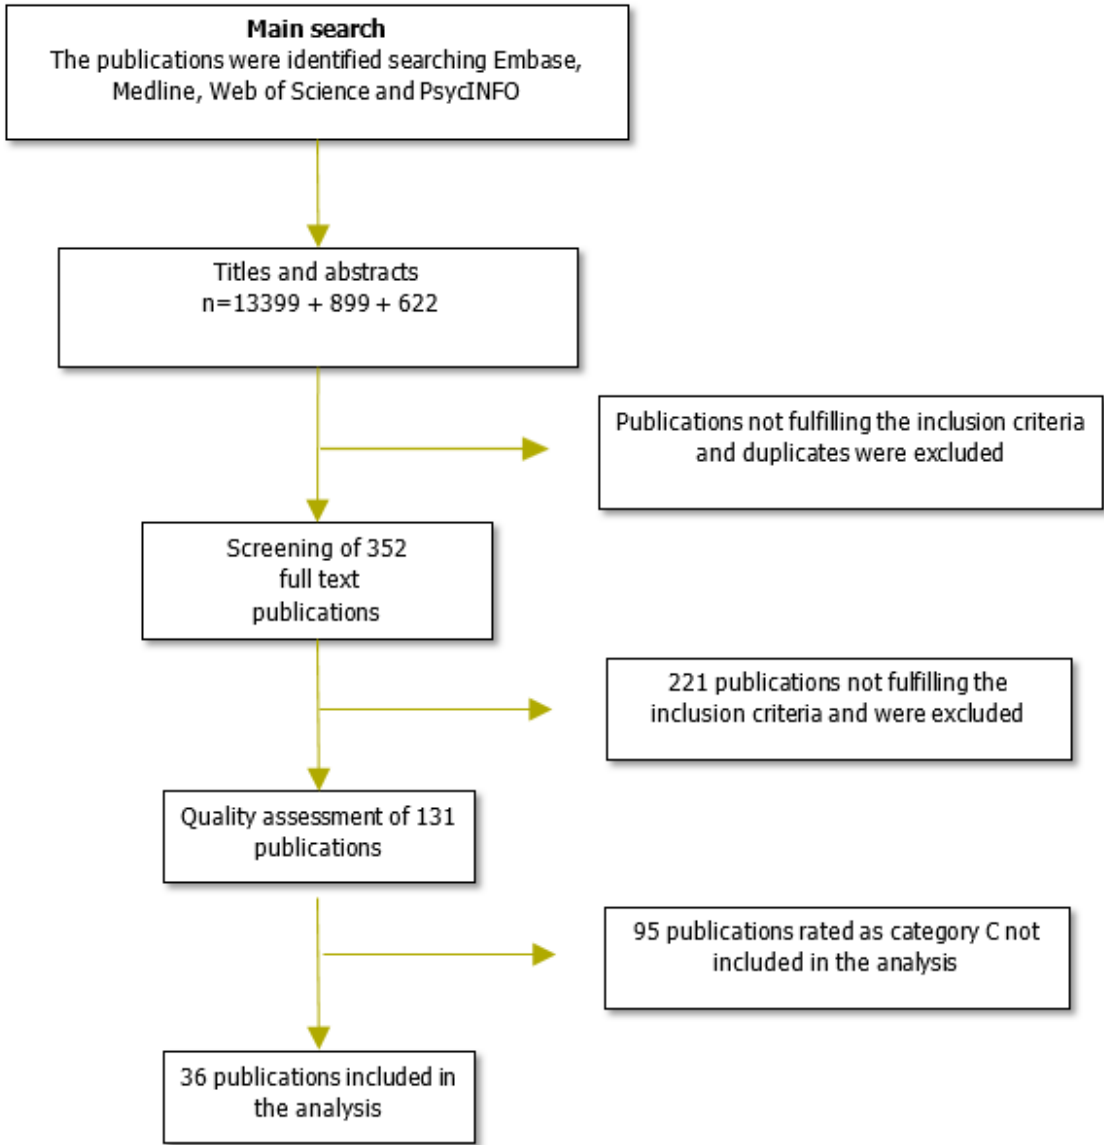 Main search
The publications were identified searching Embase,
Medline, Web of Science and PsycINFO
Titles and abstracts
n=13399 + 899 + 622
Publications not fulfilling the inclusion criteria
and duplicates were excluded
Screening of 352
full text
publications
221 publications not fulfilling the
inclusion criteria and were excluded
Quality assessment of 131
publications
95 publications rated as category C not
included in the analysis
36 publications included in
the analysis